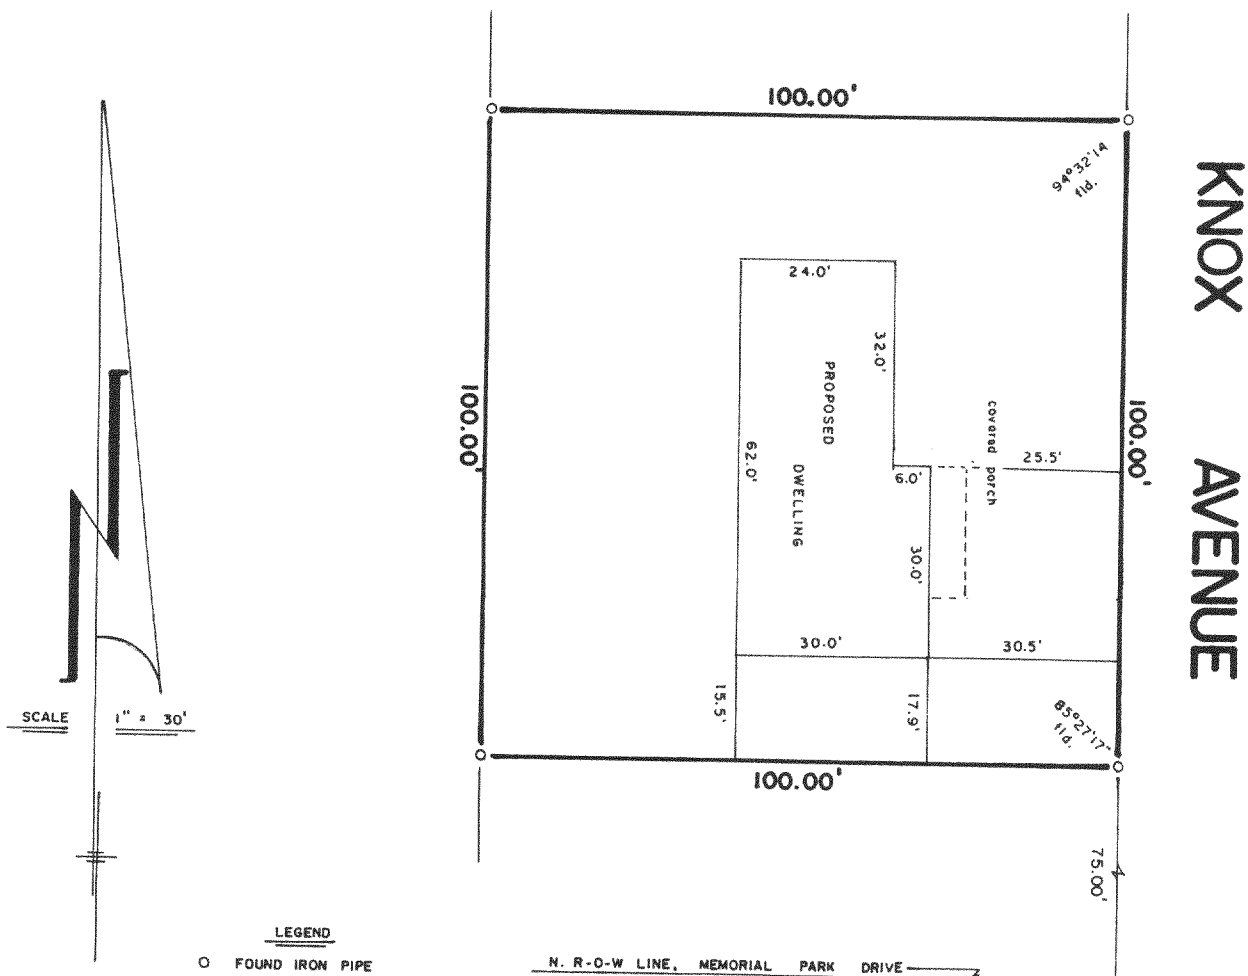 100.00'
94°32'14
fld.
KNOX AVENUE
24.0'
32.0'
PROPOSED
DWELLING
covered porch
100.00'
62.0'
25.5'
100.00'
6.0'
30.0'
30.0'
30.5'
15.5'
17.9'
85°27'17"
fld.
SCALE 1" = 30'
100.00'
75.00'
LEGEND
O FOUND IRON PIPE
N. R-O-W LINE, MEMORIAL PARK DRIVE